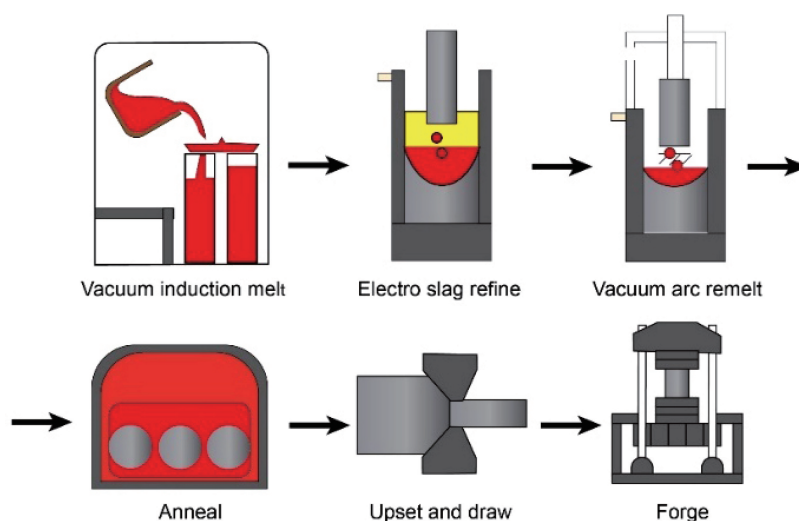 Vacuum induction melt
Electro slag refine
Vacuum arc remelt
Anneal
Upset and draw
Forge